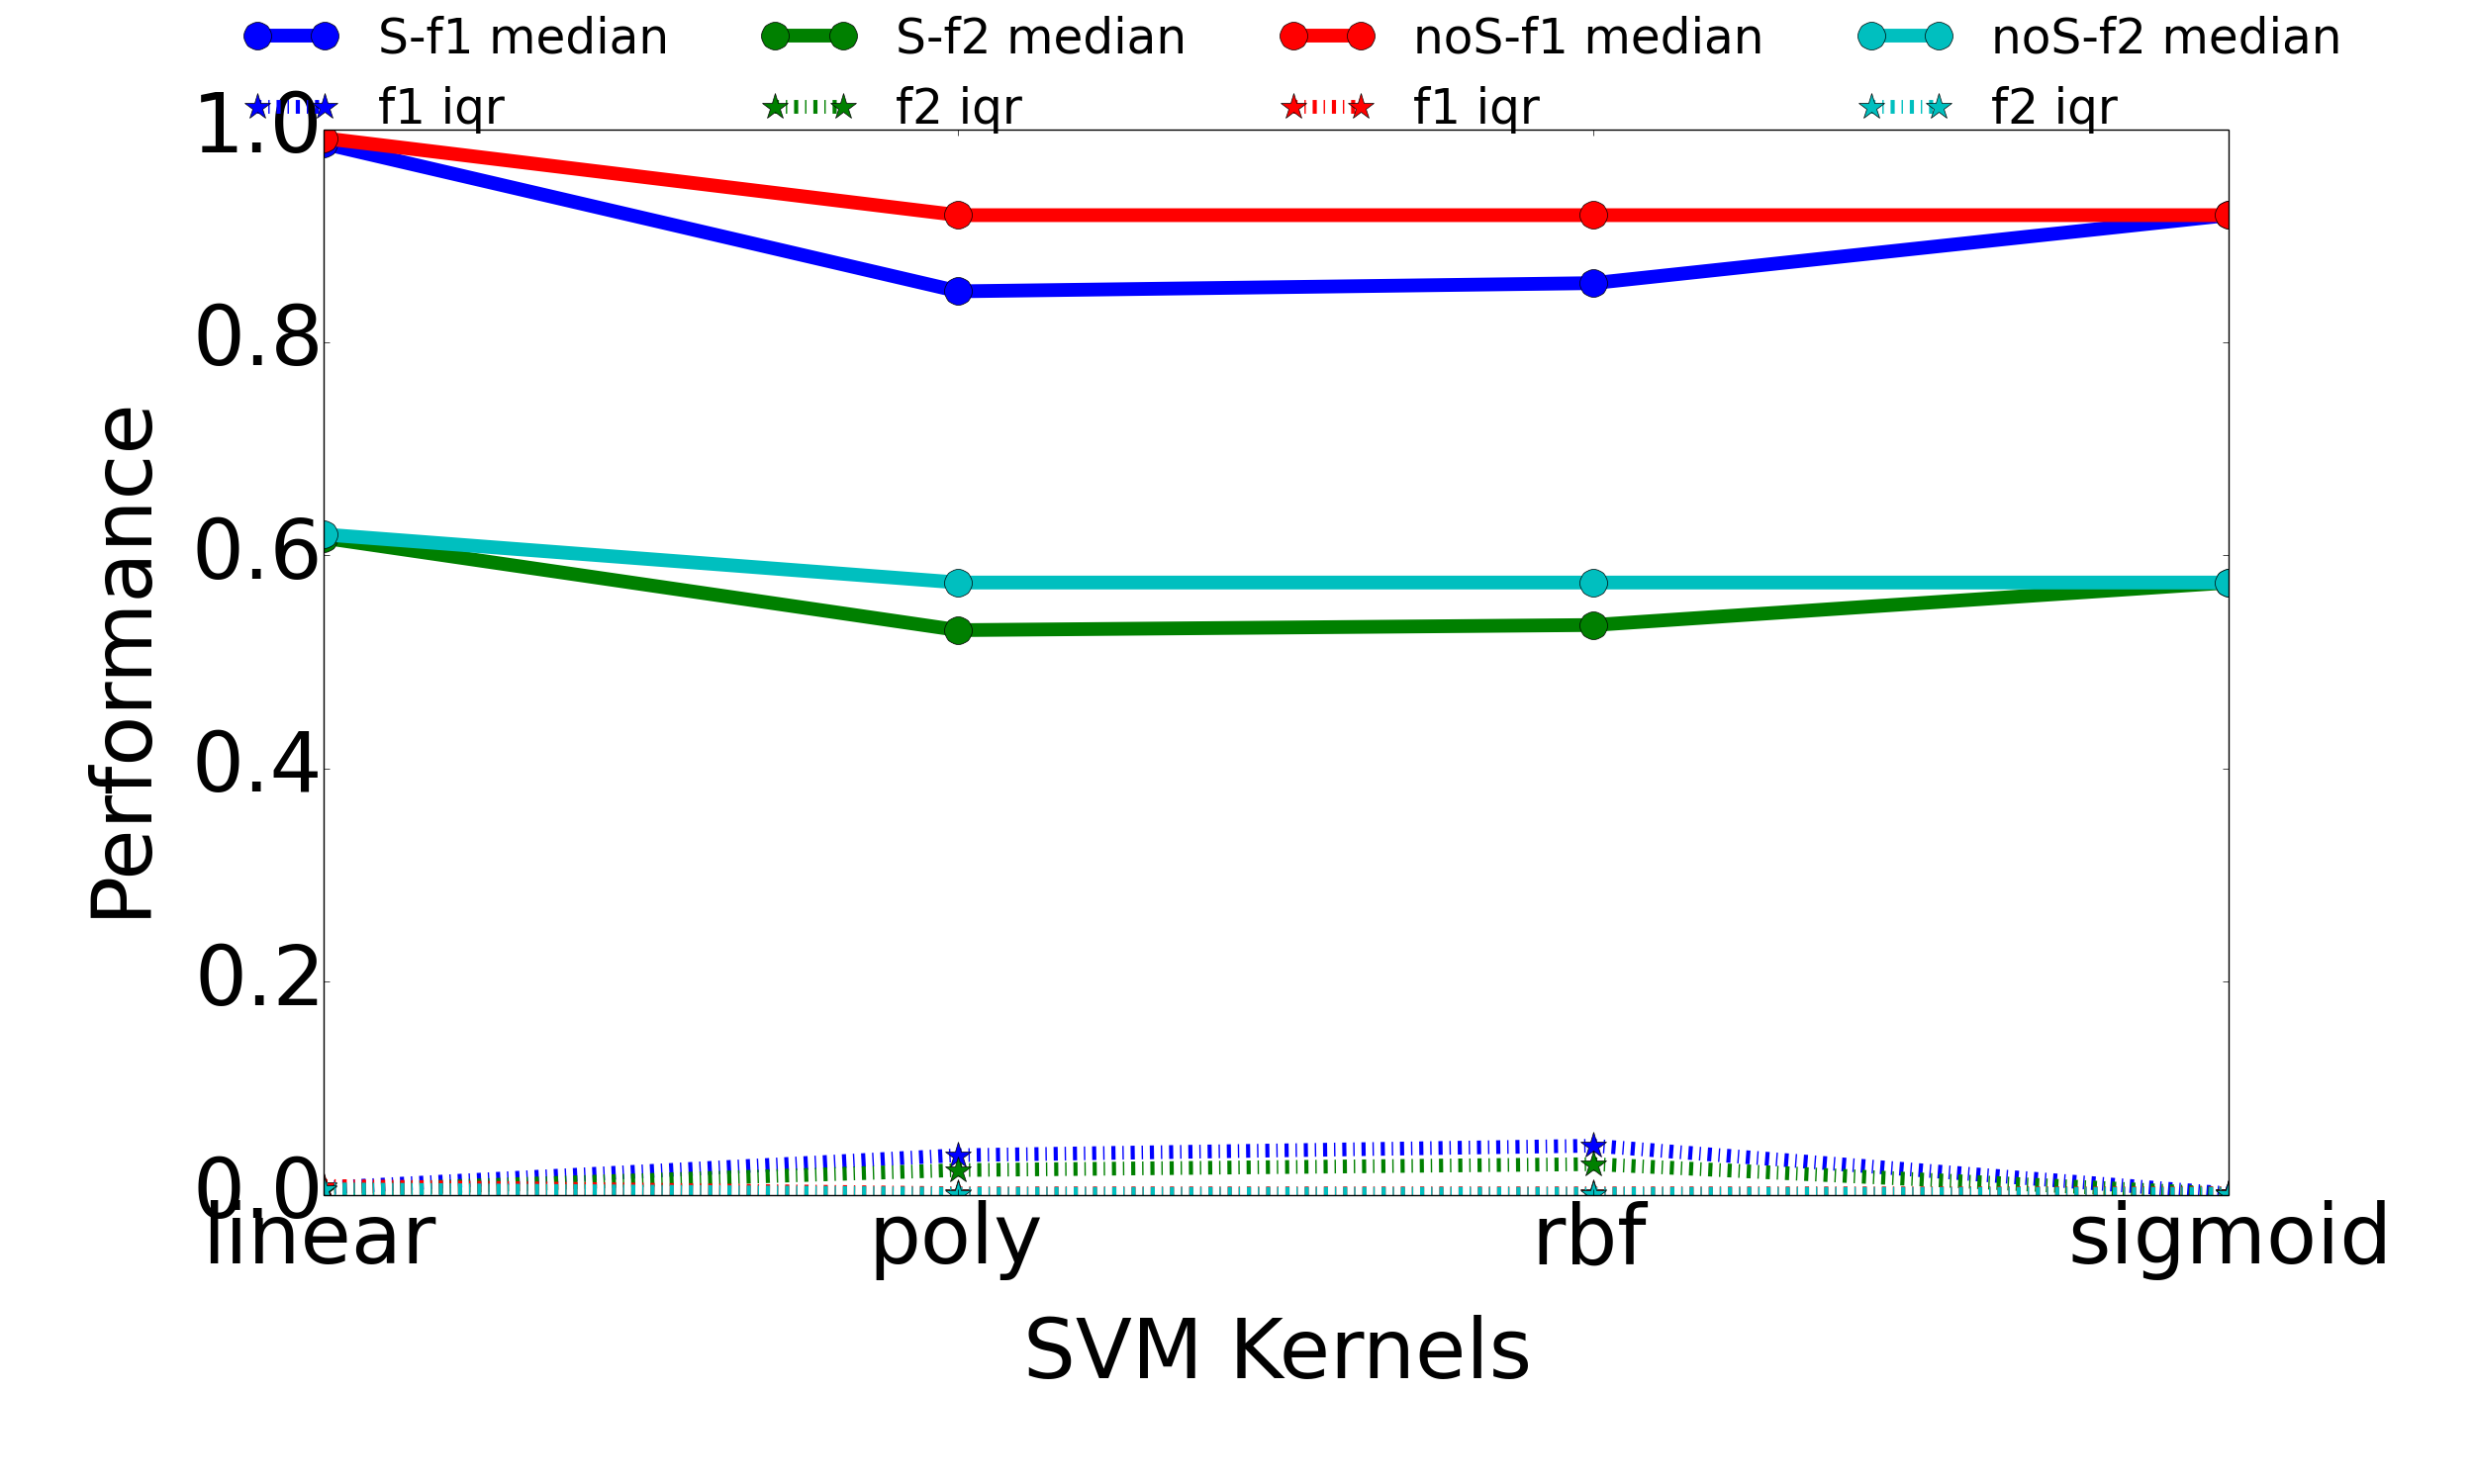 S-f1 median S-f2 median noS-f1 median noS-f2 median
f1 iqr f2 iqr f1 iqr f2 iqr
1.0
0.8
0.6
0.4
0.2
0.0
Performance
linear poly rbf sigmoid
SVM Kernels